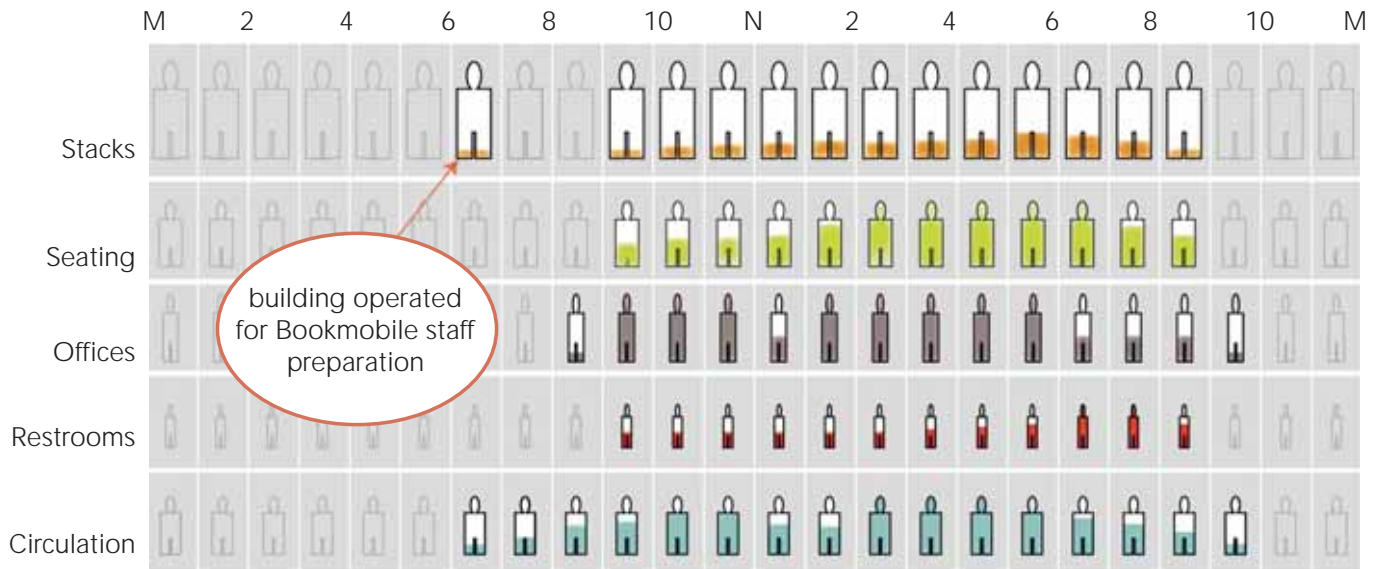 M 2 4 6 8 10 N 2 4 6 8 10 M
Stacks
Seating
building operated
for Bookmobile staff
preparation
Offices
Restrooms
Circulation